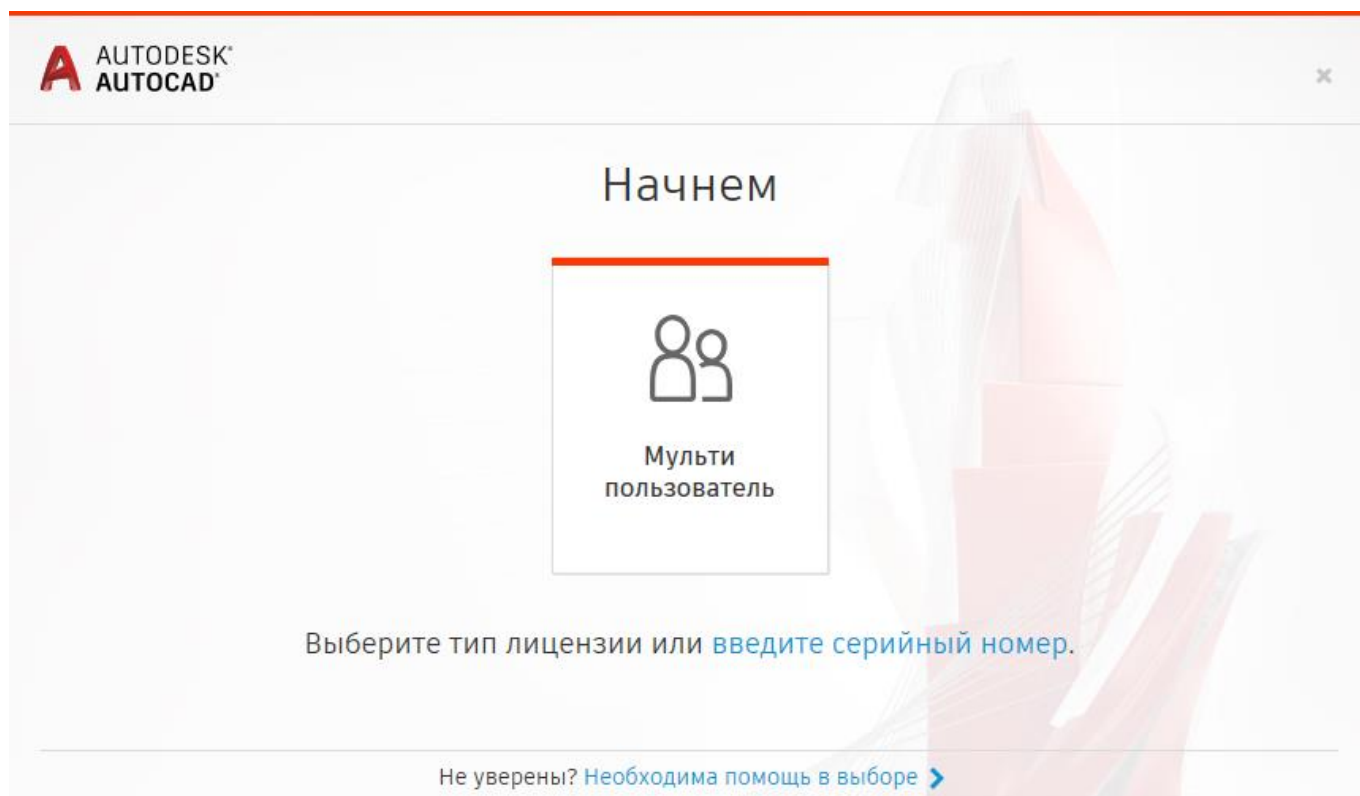 AUTODESK®
AUTOCAD®
Начнем
Мульти
пользователь
Выберите тип лицензии или введите серийный номер.
Не уверены? Необходима помощь в выборе